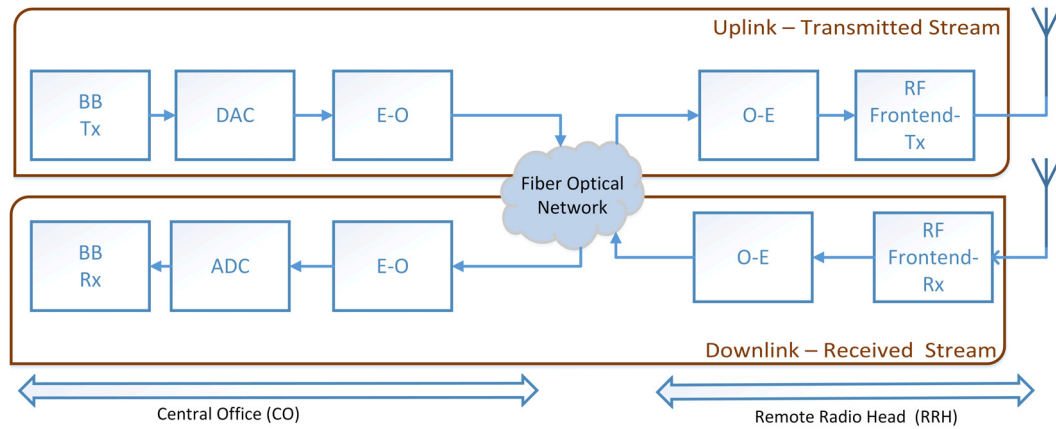 Uplink – Transmitted Stream
BB
Tx
DAC
E-O
O-E
RF
Frontend-
Tx
Fiber Optical
Network
BB
Rx
ADC
E-O
O-E
RF
Frontend-
Rx
Downlink – Received Stream
Central Office (CO)
Remote Radio Head (RRH)